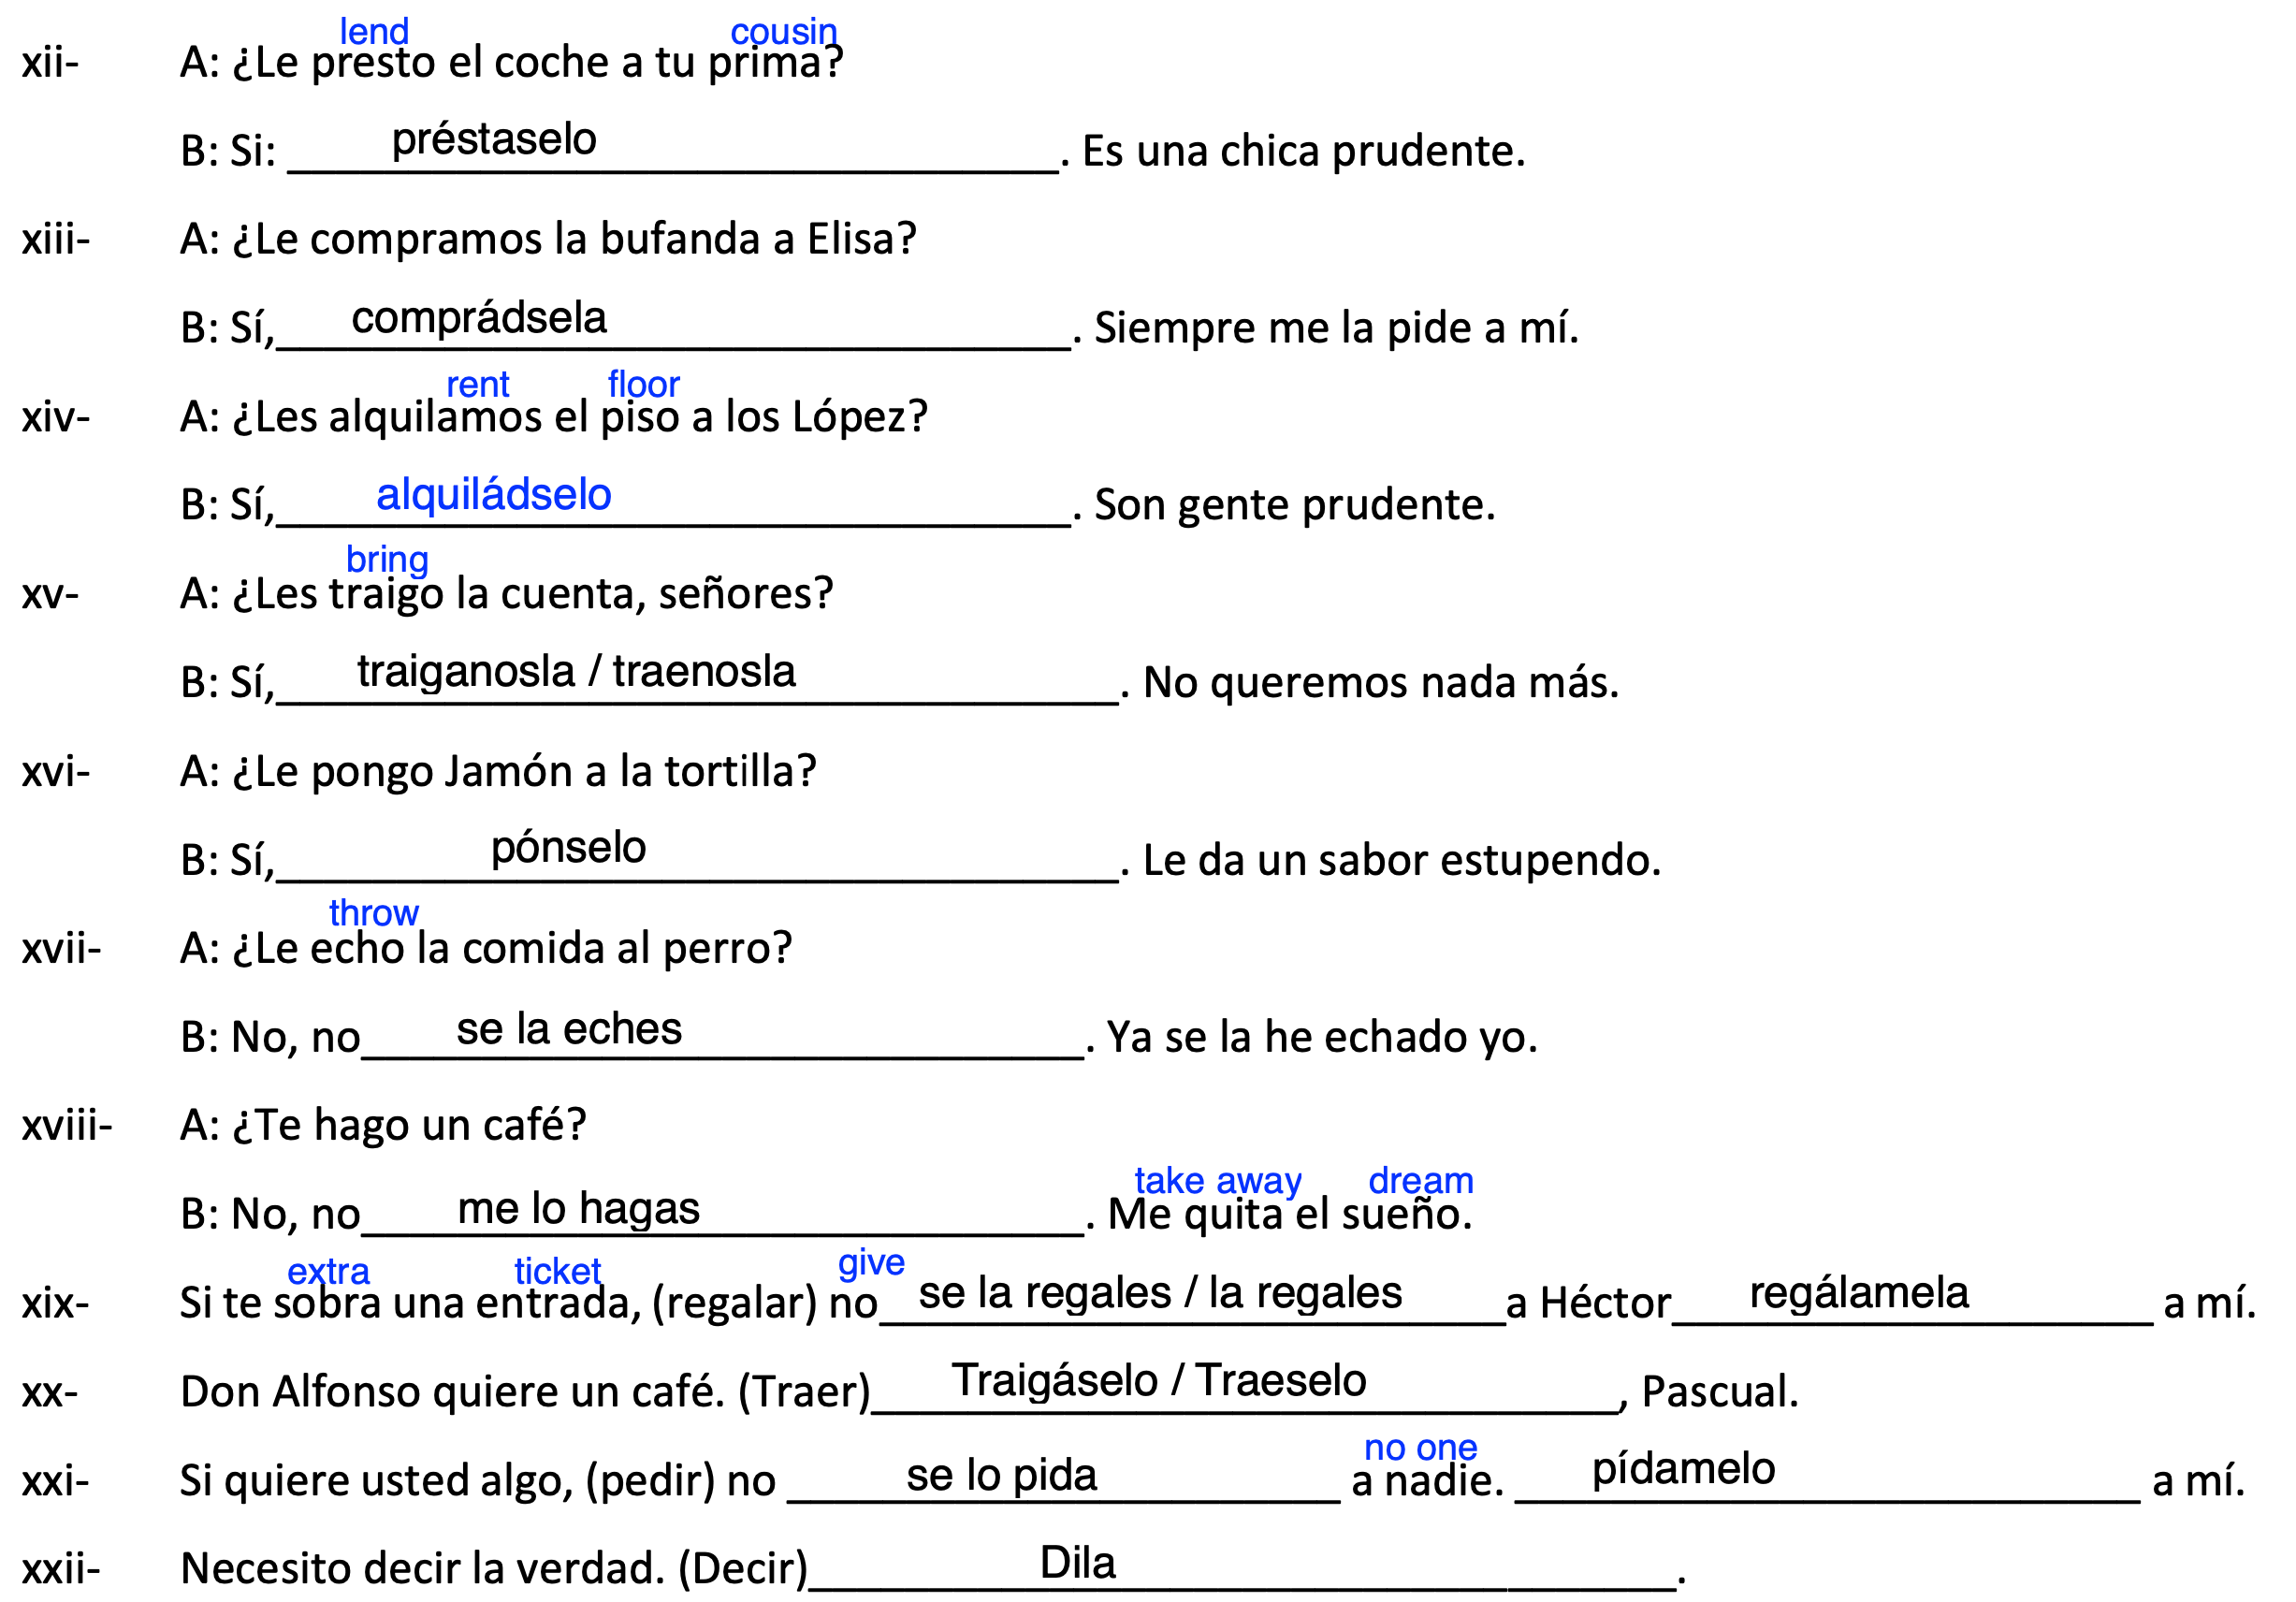 lend cousin
xii- A: ¿Le presto el coche a tu prima?
B: Si: préstaselo. Es una chica prudente.
xiii- A: ¿Le compramos la bufanda a Elisa?
B: Sí, comprádsela. Siempre me la pide a mí.
rent floor
xiv- A: ¿Les alquilamos el piso a los López?
B: Sí, alquiládselo. Son gente prudente.
bring
xv- A: ¿Les traigo la cuenta, señores?
B: Sí, traiganosla / traenosla. No queremos nada más.
xvi- A: ¿Le pongo Jamón a la tortilla?
B: Sí, pónselo. Le da un sabor estupendo.
throw
xvii- A: ¿Le echo la comida al perro?
B: No, no se la eches. Ya se la he echado yo.
xviii- A: ¿Te hago un café?
take away dream
B: No, no me lo hagas. Me quita el sueño.
extra ticket give
xix- Si te sobra una entrada, (regalar) no se la regales / la regales a Héctor regálamela a mí.
xx- Don Alfonso quiere un café. (Traer) Traigáselo / Traeselo, Pascual.
no one
xxi- Si quiere usted algo, (pedir) no se lo pida a nadie. pídamelo a mí.
xxii- Necesito decir la verdad. (Decir) Dila.